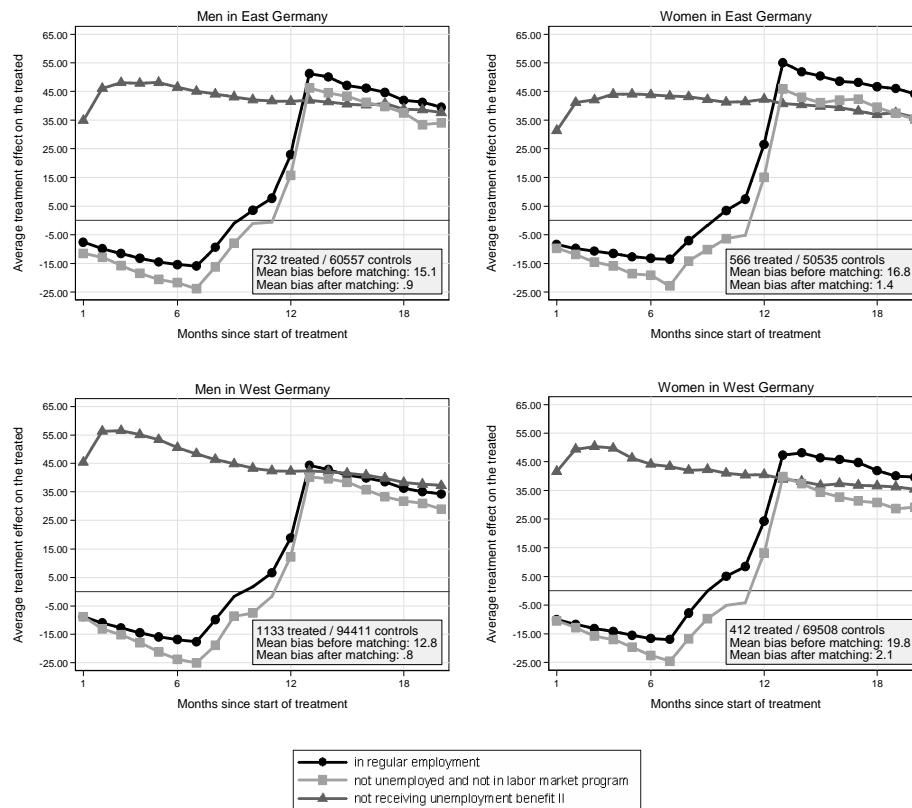 Men in East Germany
Average treatment effect on the treated
65.00
55.00
45.00
35.00
25.00
15.00
5.00
-5.00
-15.00
-25.00
732 treated / 60557 controls
Mean bias before matching: 15.1
Mean bias after matching: .9
1 6 12 18
Months since start of treatment
Women in East Germany
Average treatment effect on the treated
65.00
55.00
45.00
35.00
25.00
15.00
5.00
-5.00
-15.00
-25.00
566 treated / 50535 controls
Mean bias before matching: 16.8
Mean bias after matching: 1.4
1 6 12 18
Months since start of treatment
Men in West Germany
Average treatment effect on the treated
65.00
55.00
45.00
35.00
25.00
15.00
5.00
-5.00
-15.00
-25.00
1133 treated / 94411 controls
Mean bias before matching: 12.8
Mean bias after matching: .8
1 6 12 18
Months since start of treatment
Women in West Germany
Average treatment effect on the treated
65.00
55.00
45.00
35.00
25.00
15.00
5.00
-5.00
-15.00
-25.00
412 treated / 69508 controls
Mean bias before matching: 19.8
Mean bias after matching: 2.1
1 6 12 18
Months since start of treatment
in regular employment
not unemployed and not in labor market program
not receiving unemployment benefit II